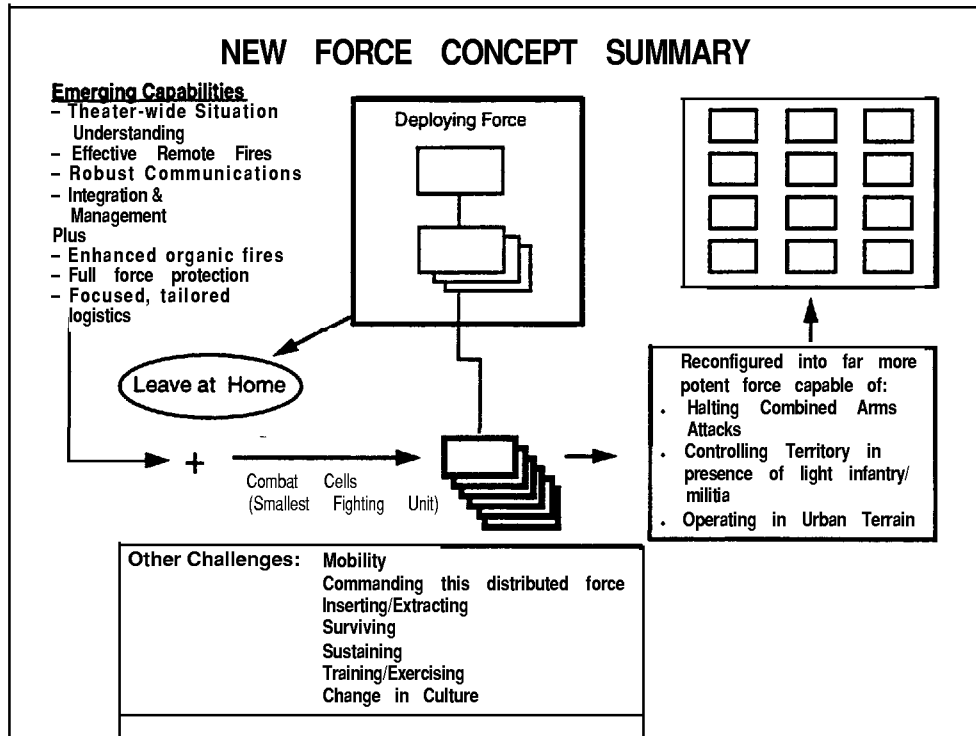 NEW FORCE CONCEPT SUMMARY
Emerging Capabilities
– Theater-wide Situation
Understanding
– Effective Remote Fires
– Robust Communications
– Integration &
Management
Plus
– Enhanced organic fires
– Full force protection
– Focused, tailored
logistics
Deploying Force
Leave at Home
+
Combat Cells
(Smallest Fighting Unit)
Reconfigured into far more
potent force capable of:
. Halting Combined Arms
Attacks
. Controlling Territory in
presence of light infantry/
militia
. Operating in Urban Terrain
Other Challenges: Mobility
Commanding this distributed force
Inserting/Extracting
Surviving
Sustaining
Training/Exercising
Change in Culture